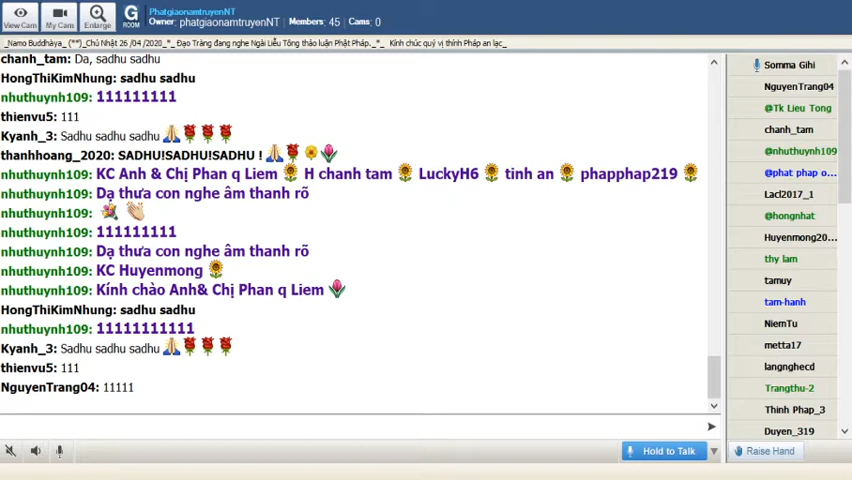 View Cam
My Cam
Enlarge
G
ROOM
PhatgiaonamtruyenNT
Owner: phatgiaonamtruyenNT Members: 45 Cams: 0
_Namo Buddhàya_ (**)_Chủ Nhật 26 /04 /2020_*_ Đạo Tràng đang nghe Ngài Liễu Tông thảo luận Phật Pháp._*_ Kính chúc quý vị thính Pháp an lạc_
chanh_tam: Da, sadhu sadhu
HongThiKimNhung: sadhu sadhu
nhuthuynh109: 111111111
thienvu5: 111
Kyanh_3: Sadhu sadhu sadhu
thanhhoang_2020: SADHU!SADHU!SADHU !
nhuthuynh109: KC Anh & Chị Phan q Liem H chanh tam LuckyH6 tinh an phapphap219
nhuthuynh109: Dạ thưa con nghe âm thanh rõ
nhuthuynh109:
nhuthuynh109: 111111111
nhuthuynh109: Dạ thưa con nghe âm thanh rõ
nhuthuynh109: KC Huyenmong
nhuthuynh109: Kính chào Anh& Chị Phan q Liem
HongThiKimNhung: sadhu sadhu
nhuthuynh109: 11111111111
Kyanh_3: Sadhu sadhu sadhu
thienvu5: 111
NguyenTrang04: 11111
Somma Gihi
NguyenTrang04
@Tk Lieu Tong
chanh_tam
@nhuthuynh109
@phat phap o...
Lacl2017_1
@hongnhat
Huyenmong20...
thy lam
tamuy
tam-hanh
NiemTu
metta17
langnghecd
Trangthu-2
Thinh Phap_3
Duyen_319
Hold to Talk
Raise Hand